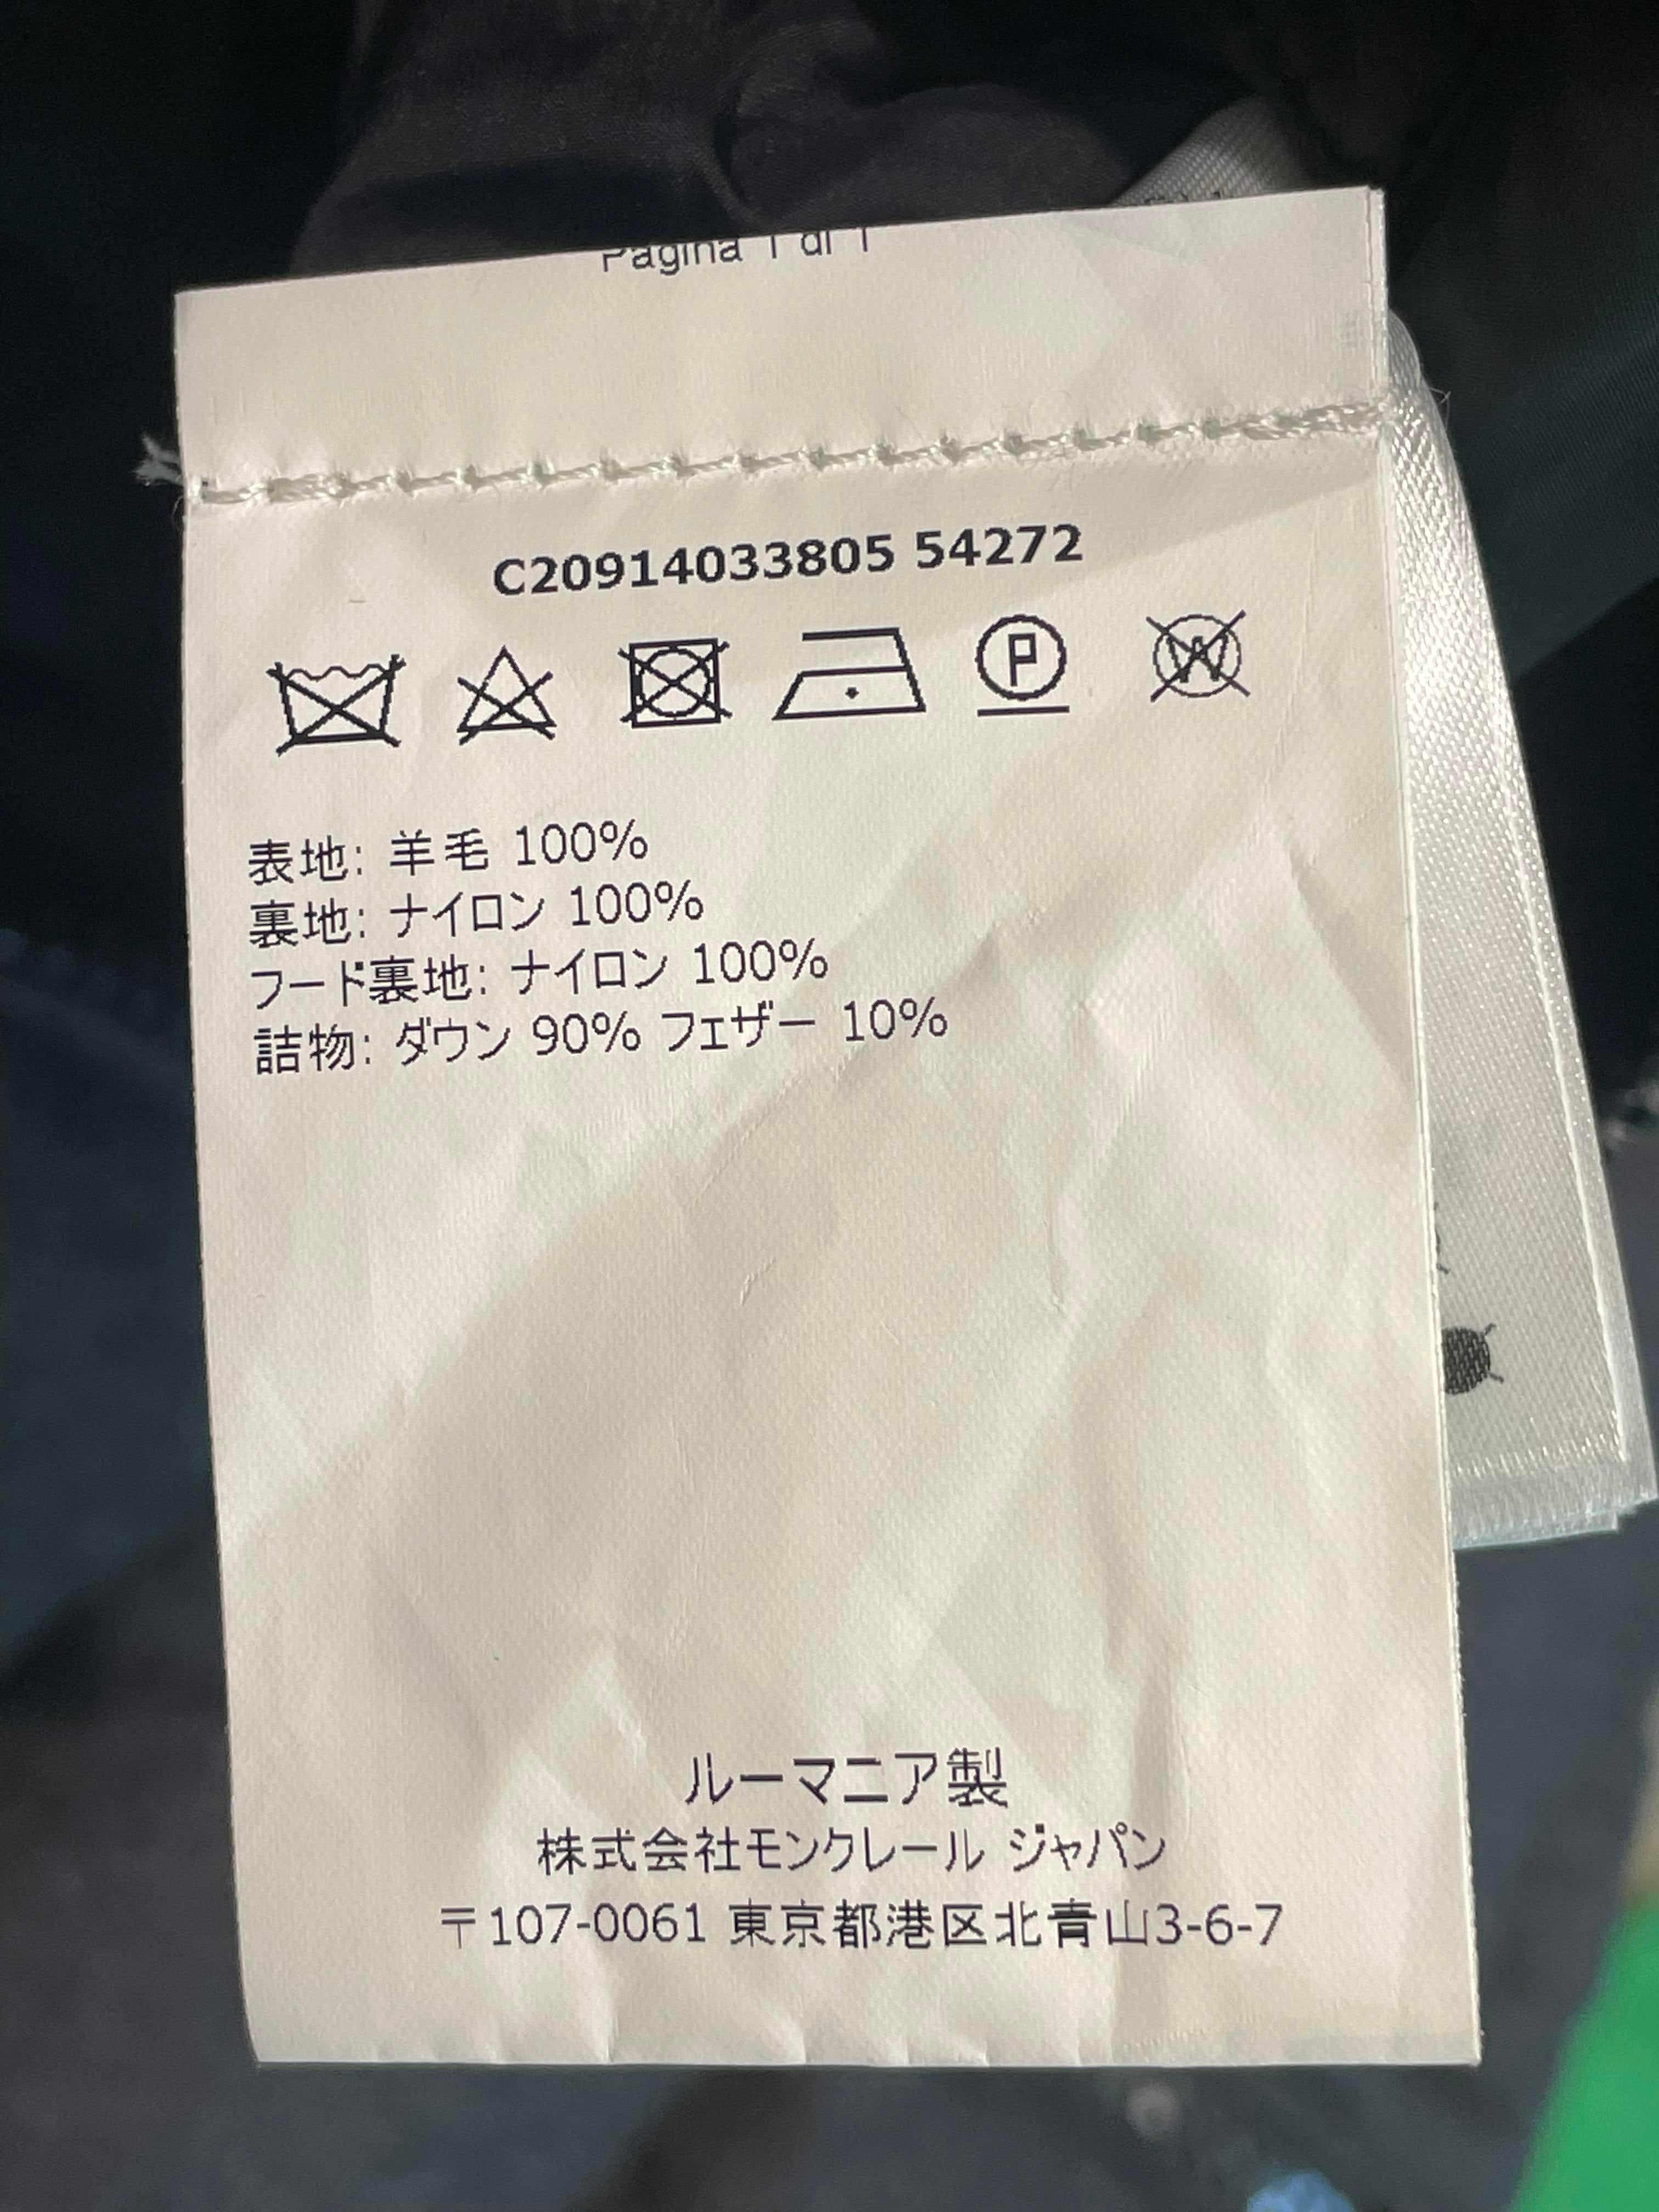 Pagina 1 di 1
C20914033805 54272
P W
表地: 羊毛 100%
裏地: ナイロン 100%
フード裏地: ナイロン 100%
詰物: ダウン 90% フェザー 10%
ルーマニア製
株式会社モンクレール ジャパン
〒107-0061 東京都港区北青山3-6-7